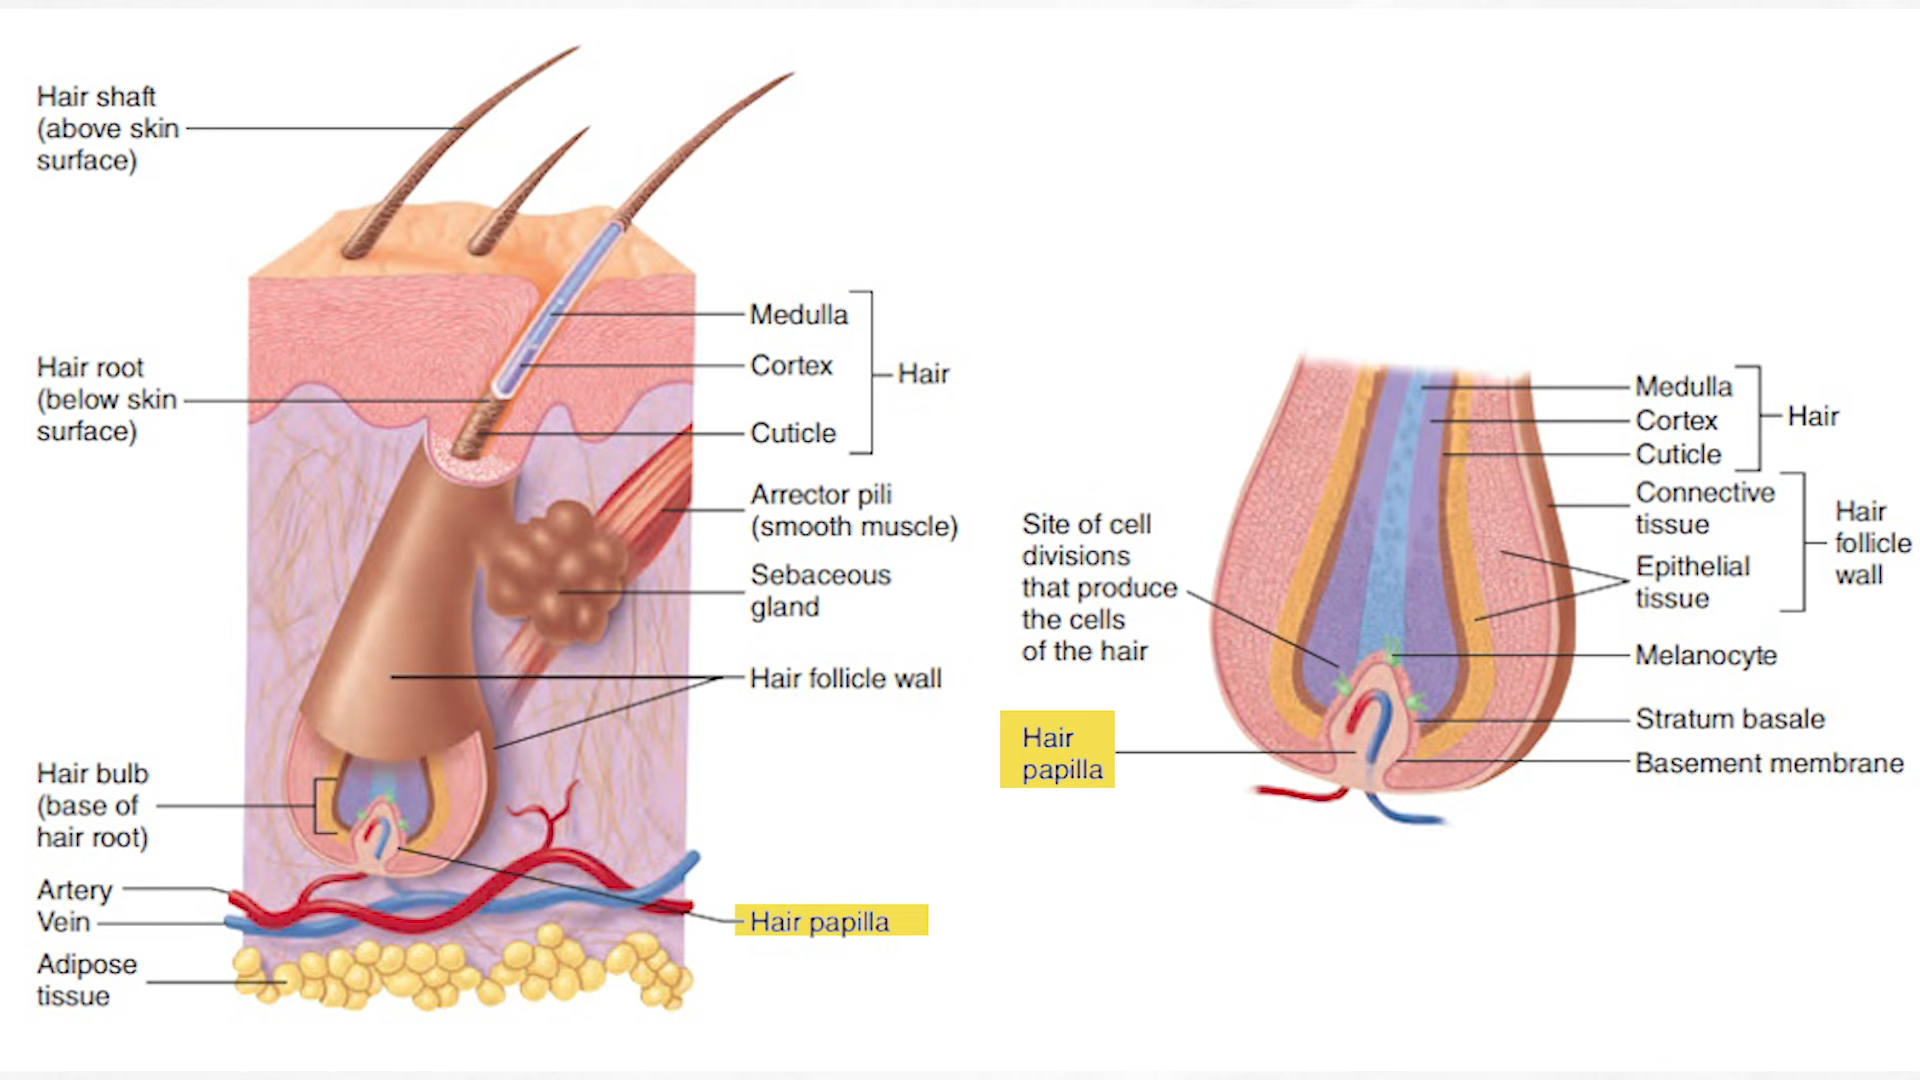 Hair shaft
(above skin
surface)
Hair root
(below skin
surface)
Hair bulb
(base of
hair root)
Artery
Vein
Adipose
tissue
Medulla
Cortex
Hair
Cuticle
Arrector pili
(smooth muscle)
Sebaceous
gland
Hair follicle wall
Hair papilla
Site of cell
divisions
that produce
the cells
of the hair
Hair
papilla
Medulla
Cortex
Cuticle
Hair
Connective
tissue
Epithelial
tissue
Hair
follicle
wall
Melanocyte
Stratum basale
Basement membrane